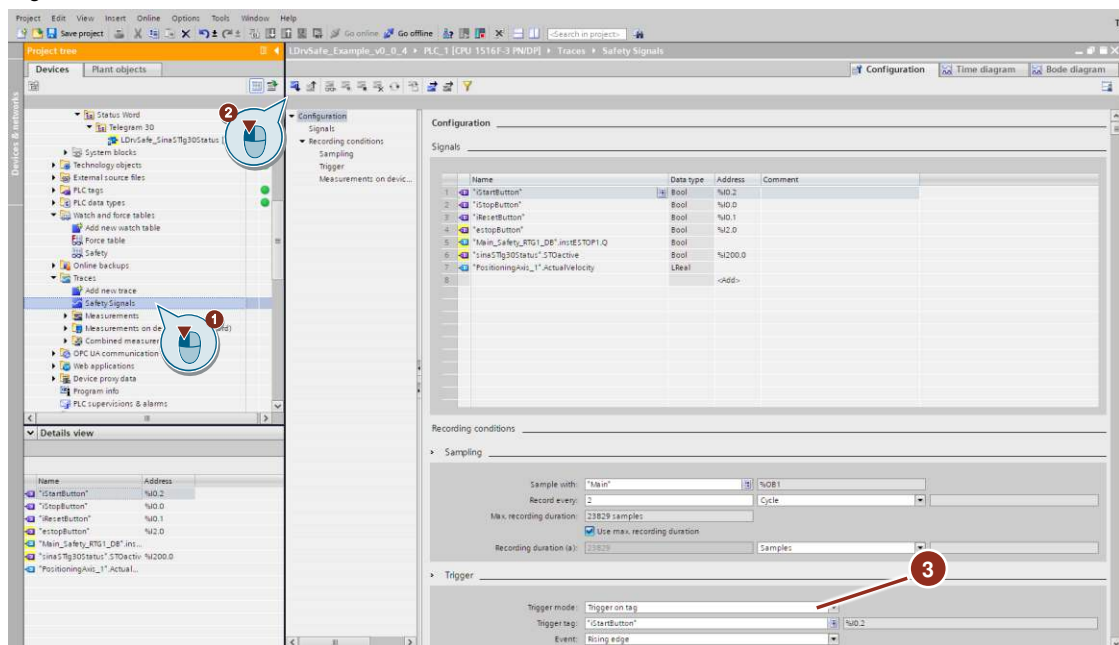 Project Edit View Insert Online Options Tools Window Help
Save project Go online Go offline <Search in project>
Project tree
LDrvSafe_Example_v0_0_4 ▸ PLC_1 [CPU 1516F-3 PN/DP] ▸ Traces ▸ Safety Signals
Devices Plant objects
Configuration Time diagram Bode diagram
Devices & networks
Status Word
Telegram 30
LDrvSafe_SinaSTlg30Status [
System blocks
Technology objects
External source files
PLC tags
PLC data types
Watch and force tables
Add new watch table
Force table
Safety
Online backups
Traces
Add new trace
Safety Signals
Measurements
Measurements on de rd)
Combined measurer
OPC UA communication
Web applications
Device proxy data
Program info
PLC supervisions & alarms
2
1
Details view
Name Address
"iStartButton" %I0.2
"iStopButton" %I0.0
"iResetButton" %I0.1
"estopButton" %I2.0
"Main_Safety_RTG1_DB".ins...
"sinaSTlg30Status".STOactiv %I200.0
"PositioningAxis_1".Actual...
Configuration
Signals
Recording conditions
Sampling
Trigger
Measurements on devic...
Configuration
Signals
Name Data type Address Comment
1 "iStartButton" Bool %I0.2
2 "iStopButton" Bool %I0.0
3 "iResetButton" Bool %I0.1
4 "estopButton" Bool %I2.0
5 "Main_Safety_RTG1_DB".instESTOP1.Q Bool
6 "sinaSTlg30Status".STOactive Bool %I200.0
7 "PositioningAxis_1".ActualVelocity LReal
8 <Add>
Recording conditions
Sampling
Sample with: "Main" %OB1
Record every: 2 Cycle
Max. recording duration: 23829 samples
Use max. recording duration
Recording duration (a): 23829 Samples
Trigger
3
Trigger mode: Trigger on tag
Trigger tag: "iStartButton" %I0.2
Event: Rising edge